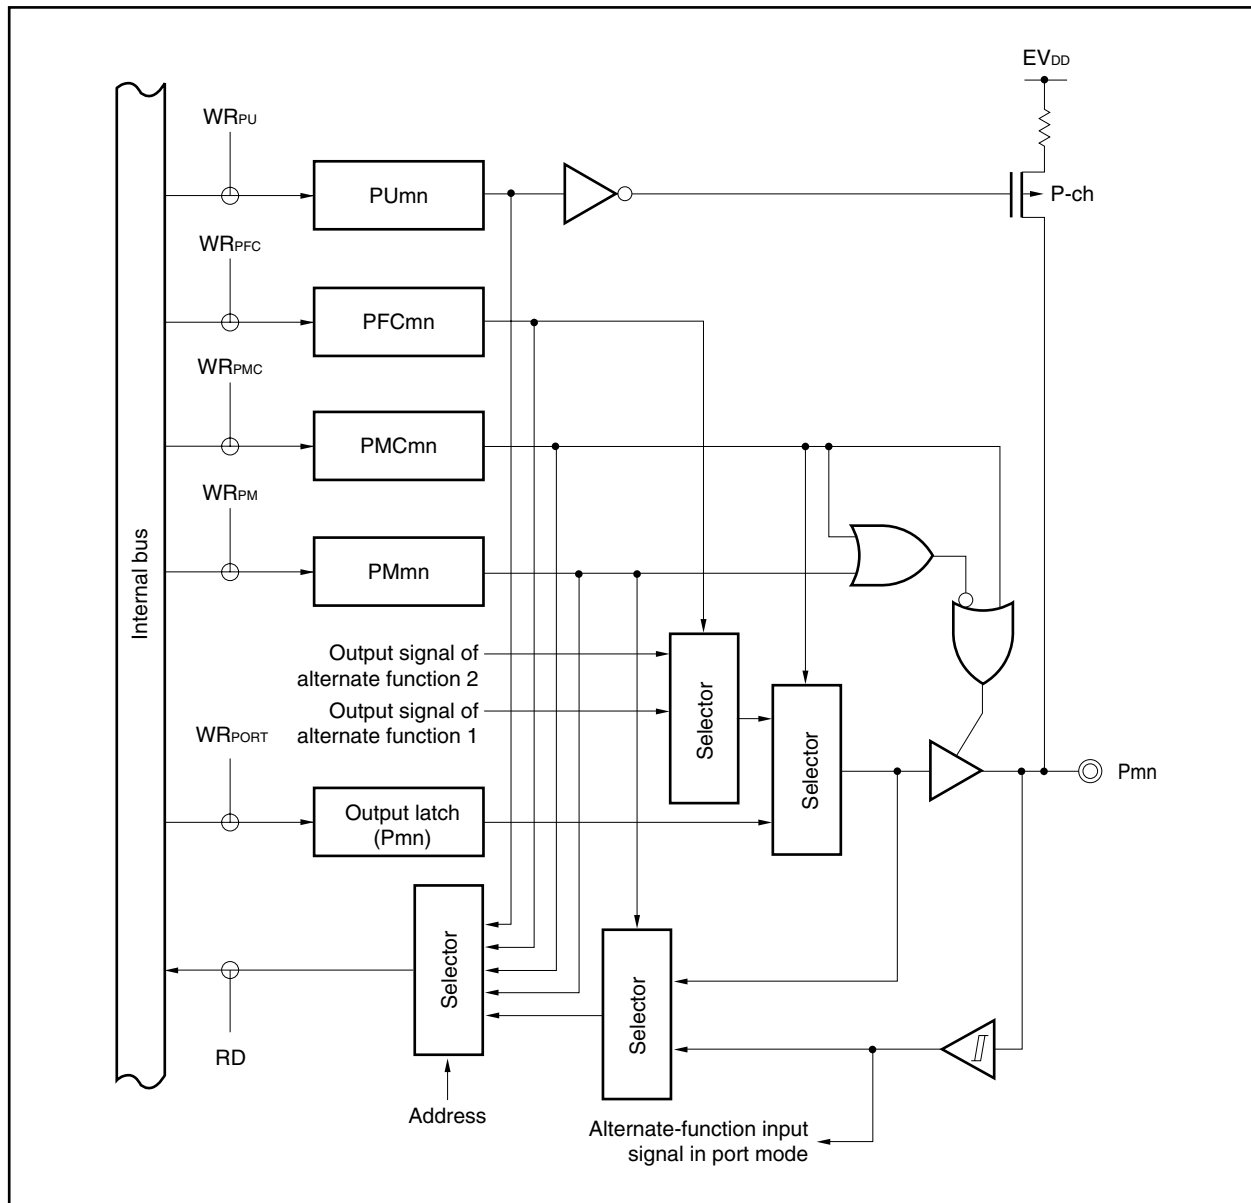 EVDD
WRPU
PUmn
P-ch
WRPFC
PFCmn
WRPMC
PMCmn
WRPM
PMmn
Internal bus
Output signal of
alternate function 2
Output signal of
alternate function 1
Selector
Selector
WRPORT
Pmn
Output latch
(Pmn)
Selector
Selector
RD
Address
Alternate-function input
signal in port mode